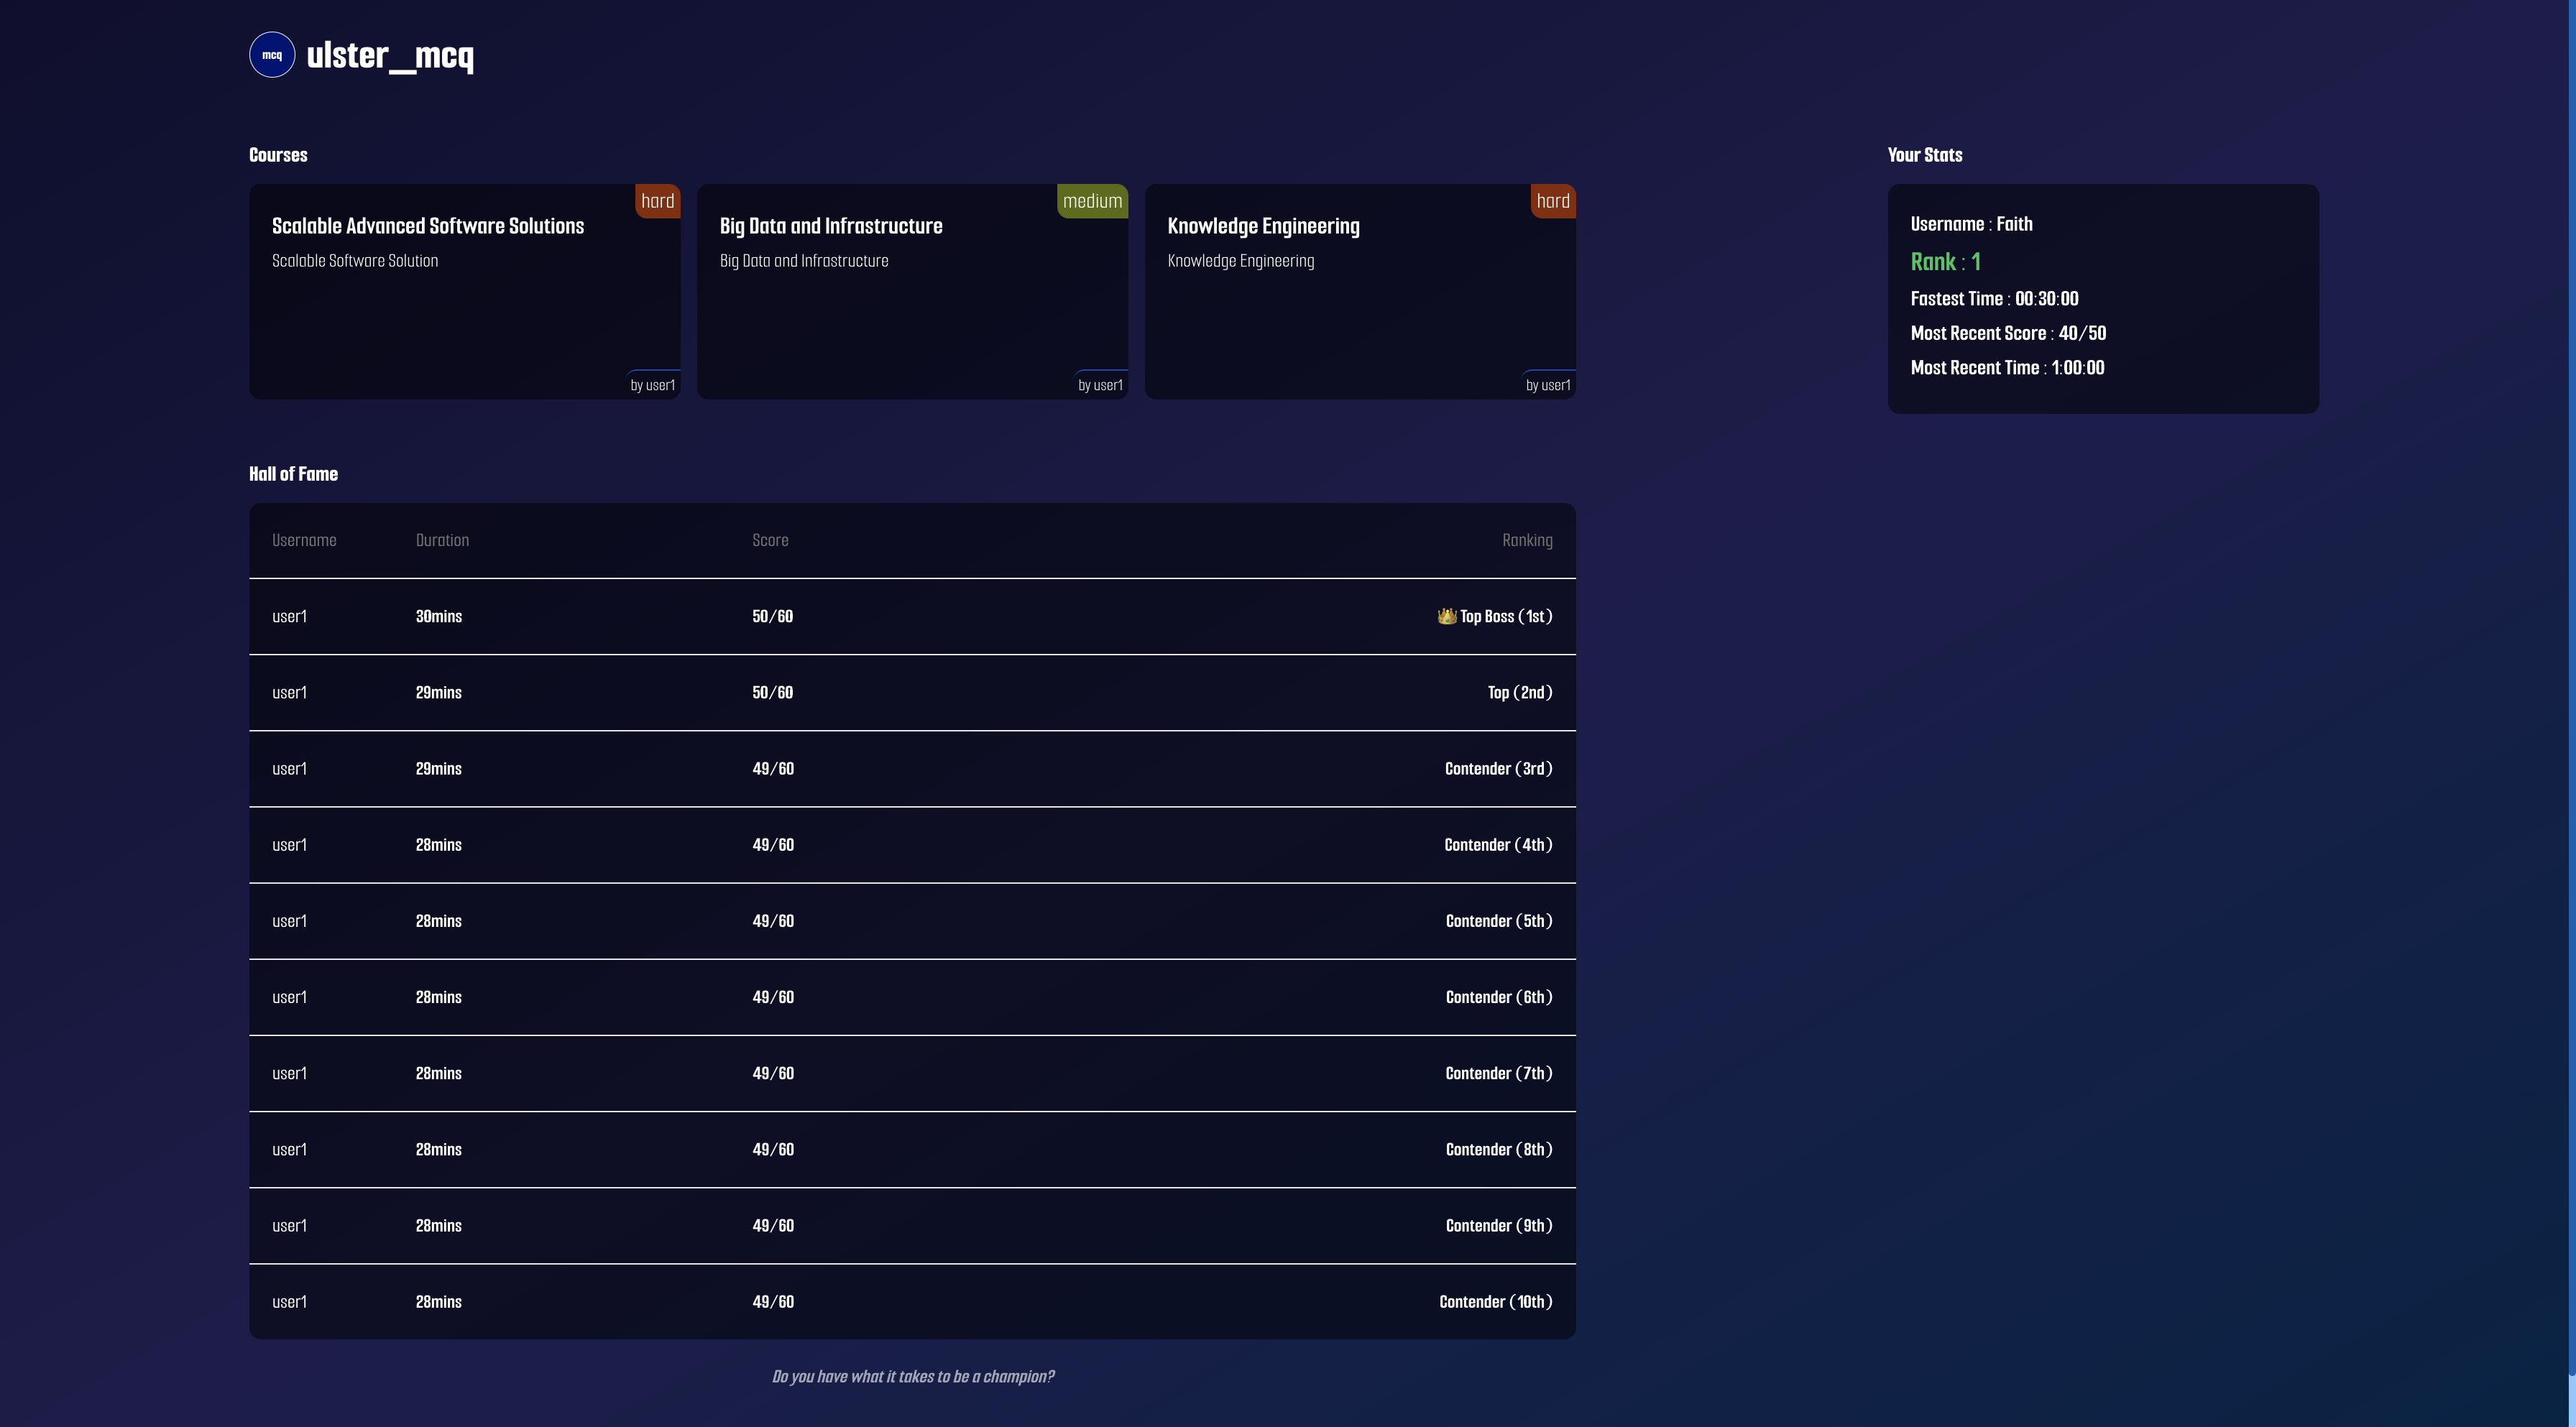 mcq
ulster_mcq
Courses
hard
Scalable Advanced Software Solutions
Scalable Software Solution
by user1
medium
Big Data and Infrastructure
Big Data and Infrastructure
by user1
hard
Knowledge Engineering
Knowledge Engineering
by user1
Your Stats
Username : Faith
Rank : 1
Fastest Time : 00:30:00
Most Recent Score : 40/50
Most Recent Time : 1:00:00
Hall of Fame
Username Duration Score Ranking
user1 30mins 50/60 👑 Top Boss (1st)
user1 29mins 50/60 Top (2nd)
user1 29mins 49/60 Contender (3rd)
user1 28mins 49/60 Contender (4th)
user1 28mins 49/60 Contender (5th)
user1 28mins 49/60 Contender (6th)
user1 28mins 49/60 Contender (7th)
user1 28mins 49/60 Contender (8th)
user1 28mins 49/60 Contender (9th)
user1 28mins 49/60 Contender (10th)
Do you have what it takes to be a champion?